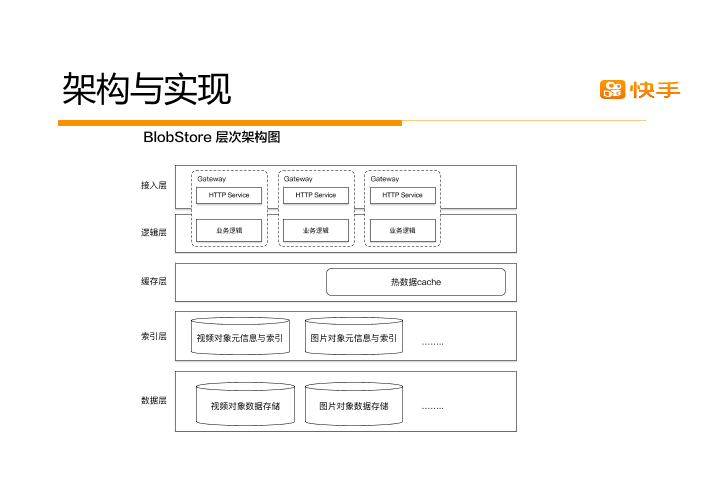 架构与实现
快手
BlobStore 层次架构图
接入层
Gateway
Gateway
Gateway
HTTP Service
HTTP Service
HTTP Service
逻辑层
业务逻辑
业务逻辑
业务逻辑
缓存层
热数据cache
索引层
视频对象元信息与索引
图片对象元信息与索引
........
数据层
视频对象数据存储
图片对象数据存储
........